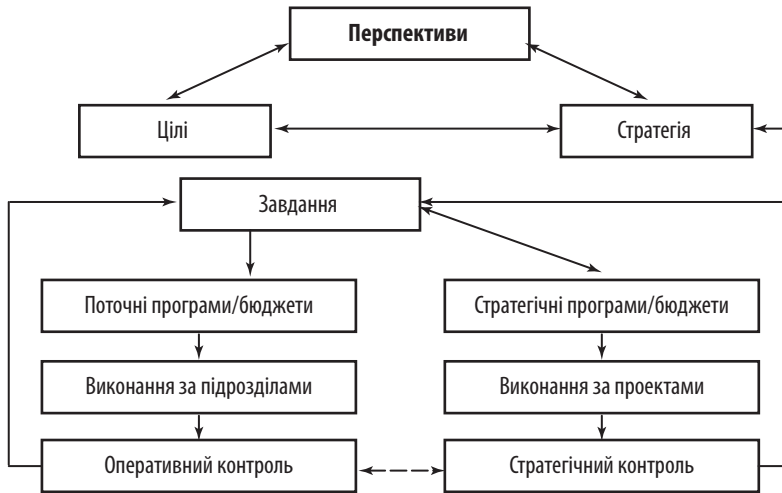 Перспективи
Цілі
Стратегія
Завдання
Поточні програми/бюджети
Стратегічні програми/бюджети
Виконання за підрозділами
Виконання за проектами
Оперативний контроль
Стратегічний контроль